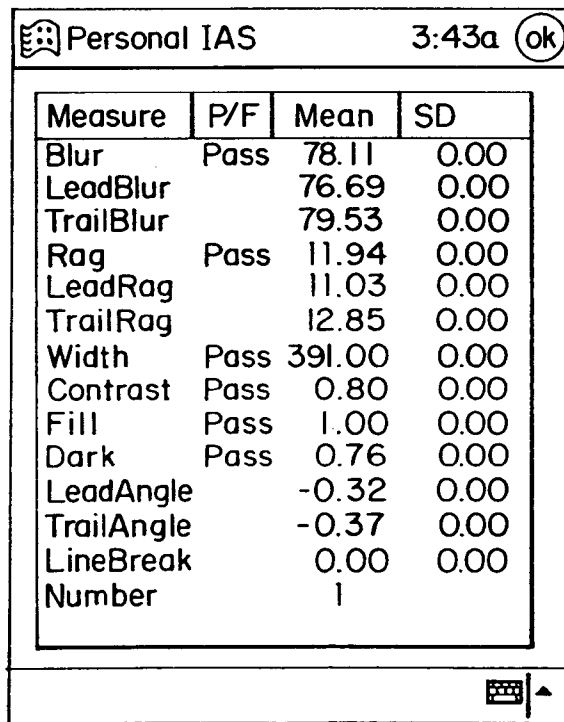 Personal IAS 3:43a ok
Measure P/F Mean SD
Blur Pass 78.11 0.00
LeadBlur 76.69 0.00
TrailBlur 79.53 0.00
Rag Pass 11.94 0.00
LeadRag 11.03 0.00
TrailRag 12.85 0.00
Width Pass 391.00 0.00
Contrast Pass 0.80 0.00
Fill Pass 1.00 0.00
Dark Pass 0.76 0.00
LeadAngle -0.32 0.00
TrailAngle -0.37 0.00
LineBreak 0.00 0.00
Number 1